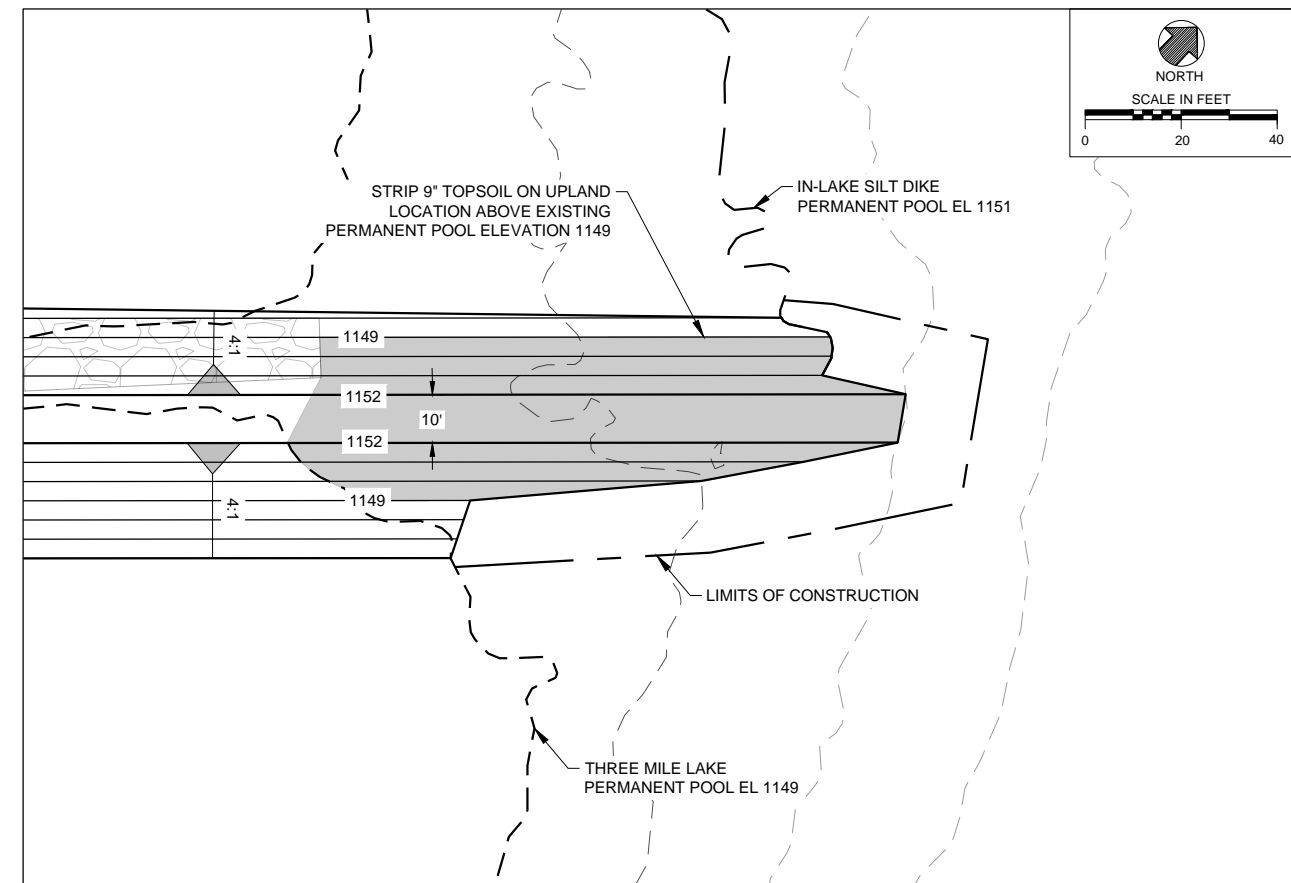 NORTH
SCALE IN FEET
0 20 40
STRIP 9" TOPSOIL ON UPLAND
LOCATION ABOVE EXISTING
PERMANENT POOL ELEVATION 1149
IN-LAKE SILT DIKE
PERMANENT POOL EL 1151
4:1
1149
1152
10'
1152
1149
4:1
LIMITS OF CONSTRUCTION
THREE MILE LAKE
PERMANENT POOL EL 1149